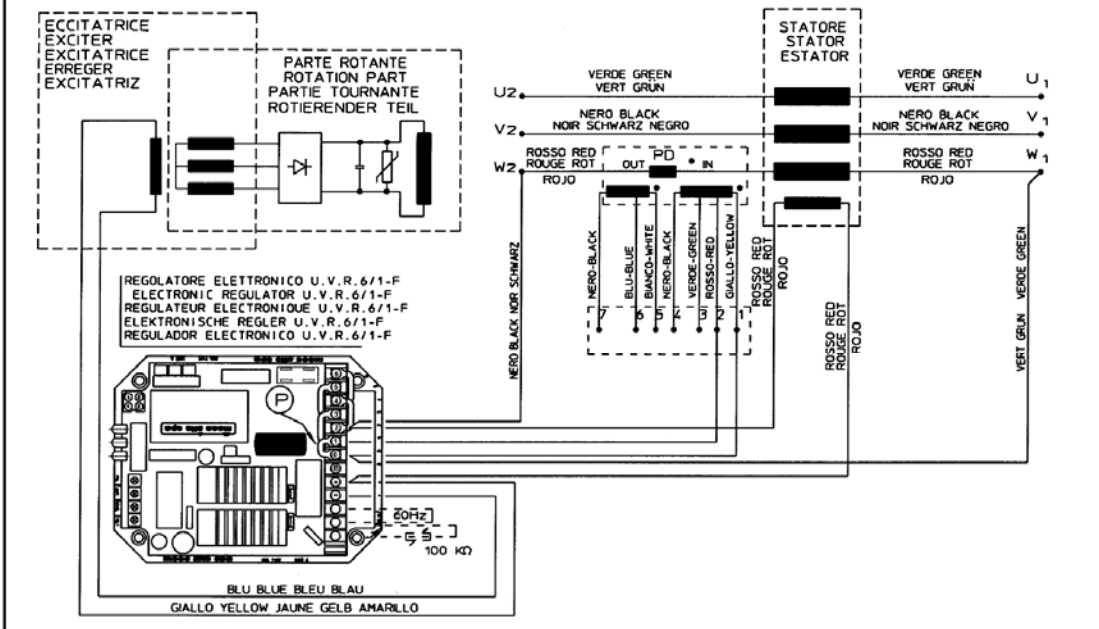 ECCITATRICE
EXCITER
EXCITATRICE
ERREGER
EXCITATRIZ
PARTE ROTANTE
ROTATION PART
PARTIE TOURNANTE
ROTIERENDER TEIL
STATORE
STATOR
ESTATOR
U2
VERDE GREEN
VERT GRÜN
VERDE GREEN
VERT GRÜN
U1
V2
NERO BLACK
NOIR SCHWARZ NEGRO
NERO BLACK
NOIR SCHWARZ NEGRO
V1
W2
ROSSO RED
ROUGE ROT
ROJO
OUT
PD
IN
ROSSO RED
ROUGE ROT
ROJO
W1
NERO-BLACK
BLU-BLUE
BIANCO-WHITE
NERO-BLACK
VERDE-GREEN
ROSSO-RED
GIALLO-YELLOW
7 6 5 4 3 2 1
NERO BLACK NOIR SCHWARZ
ROSSO RED
ROUGE ROT
ROJO
ROSSO RED
ROUGE ROT
ROJO
VERT GRUN VERDE GREEN
REGOLATORE ELETTRONICO U.V.R.6/1-F
ELECTRONIC REGULATOR U.V.R.6/1-F
REGULATEUR ELECTRONIQUE U.V.R.6/1-F
ELEKTRONISCHE REGLER U.V.R.6/1-F
REGULADOR ELECTRONICO U.V.R.6/1-F
P
60Hz
100 KΩ
BLU BLUE BLEU BLAU
GIALLO YELLOW JAUNE GELB AMARILLO